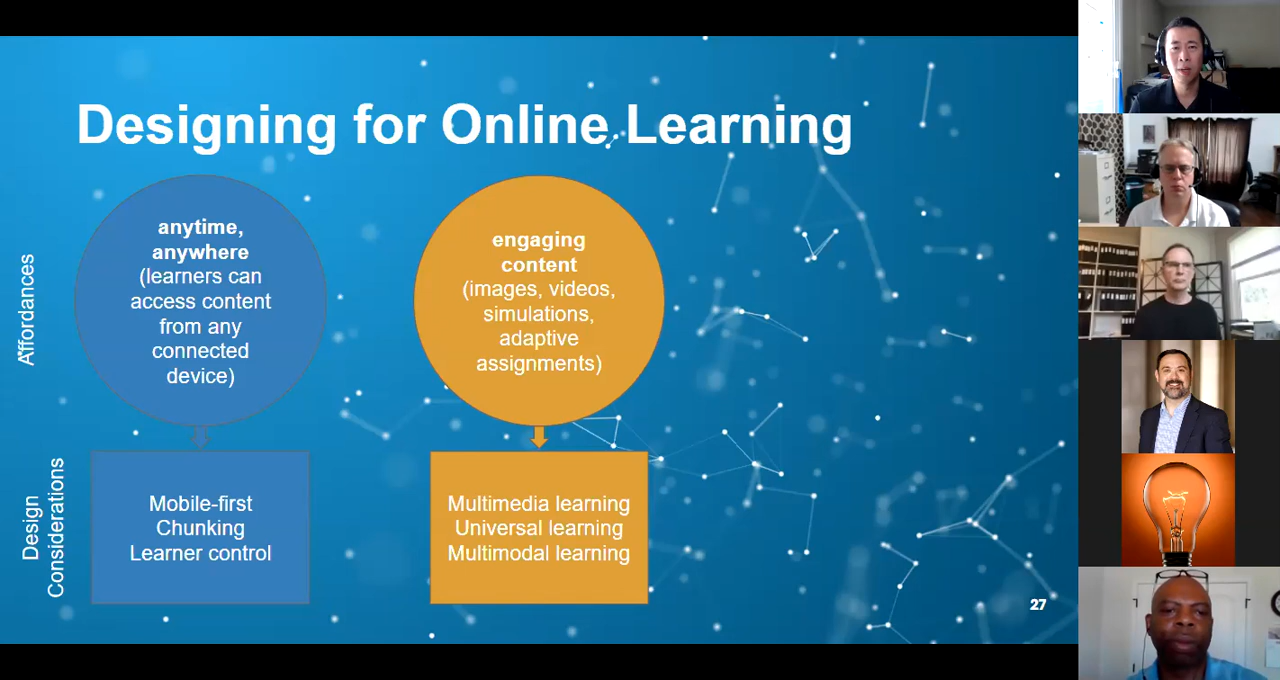 Designing for Online Learning
Affordances
anytime,
anywhere
(learners can
access content
from any
connected
device)
engaging
content
(images, videos,
simulations,
adaptive
assignments)
Design
Considerations
Mobile-first
Chunking
Learner control
Multimedia learning
Universal learning
Multimodal learning
27